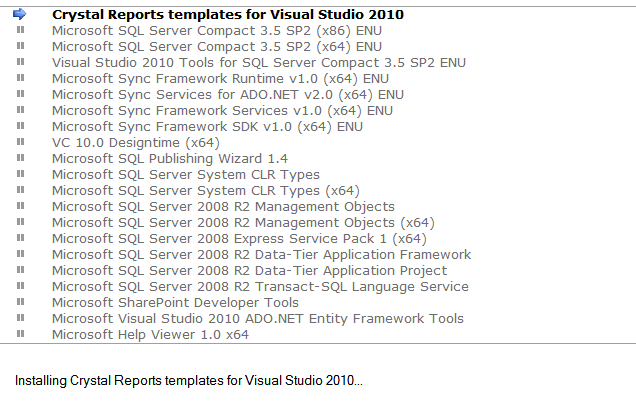 Crystal Reports templates for Visual Studio 2010
Microsoft SQL Server Compact 3.5 SP2 (x86) ENU
Microsoft SQL Server Compact 3.5 SP2 (x64) ENU
Visual Studio 2010 Tools for SQL Server Compact 3.5 SP2 ENU
Microsoft Sync Framework Runtime v1.0 (x64) ENU
Microsoft Sync Services for ADO.NET v2.0 (x64) ENU
Microsoft Sync Framework Services v1.0 (x64) ENU
Microsoft Sync Framework SDK v1.0 (x64) ENU
VC 10.0 Designtime (x64)
Microsoft SQL Publishing Wizard 1.4
Microsoft SQL Server System CLR Types
Microsoft SQL Server System CLR Types (x64)
Microsoft SQL Server 2008 R2 Management Objects
Microsoft SQL Server 2008 R2 Management Objects (x64)
Microsoft SQL Server 2008 Express Service Pack 1 (x64)
Microsoft SQL Server 2008 R2 Data-Tier Application Framework
Microsoft SQL Server 2008 R2 Data-Tier Application Project
Microsoft SQL Server 2008 R2 Transact-SQL Language Service
Microsoft SharePoint Developer Tools
Microsoft Visual Studio 2010 ADO.NET Entity Framework Tools
Microsoft Help Viewer 1.0 x64
Installing Crystal Reports templates for Visual Studio 2010...